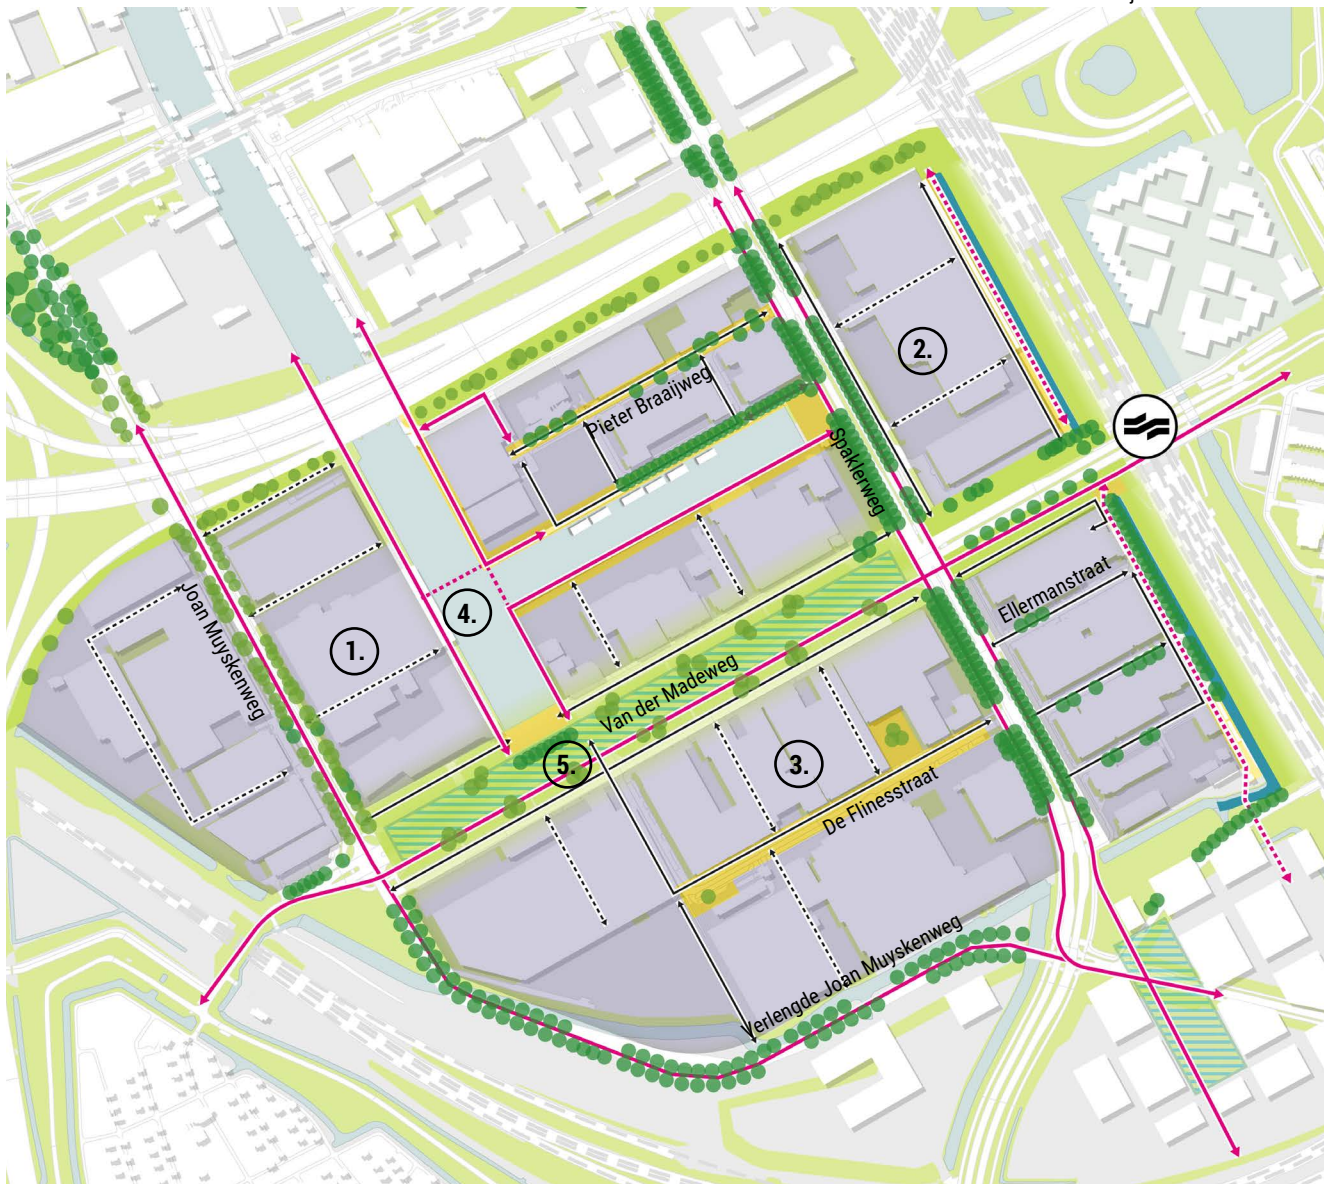 2.
Pieter Braaijweg
Spaklerweg
Ellermanstraat
4.
Joan Muyskenweg
1.
Van der Madeweg
5.
3.
De Flinesstraat
Verlengde Joan Muyskenweg